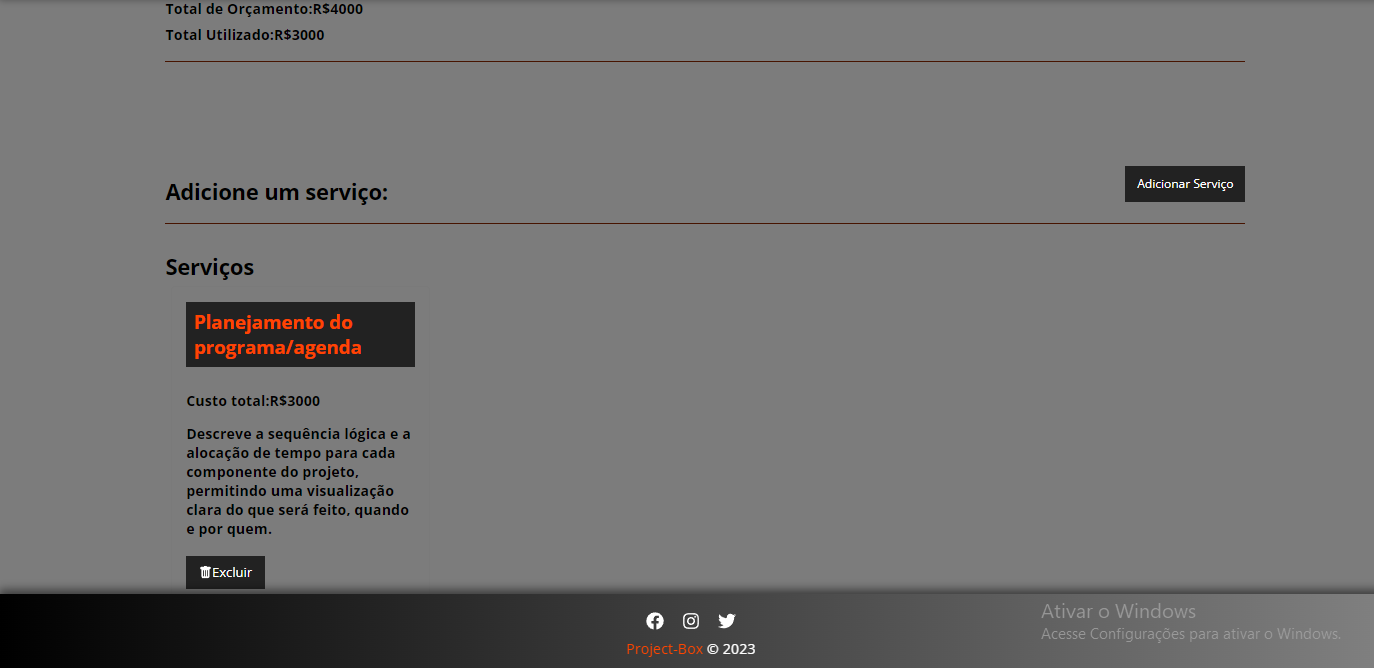 Total de Orçamento:R$4000
Total Utilizado:R$3000
Adicione um serviço:
Adicionar Serviço
Serviços
Planejamento do
programa/agenda
Custo total:R$3000
Descreve a sequência lógica e a
alocação de tempo para cada
componente do projeto,
permitindo uma visualização
clara do que será feito, quando
e por quem.
Excluir
Ativar o Windows
Acesse Configurações para ativar o Windows.
Project-Box © 2023